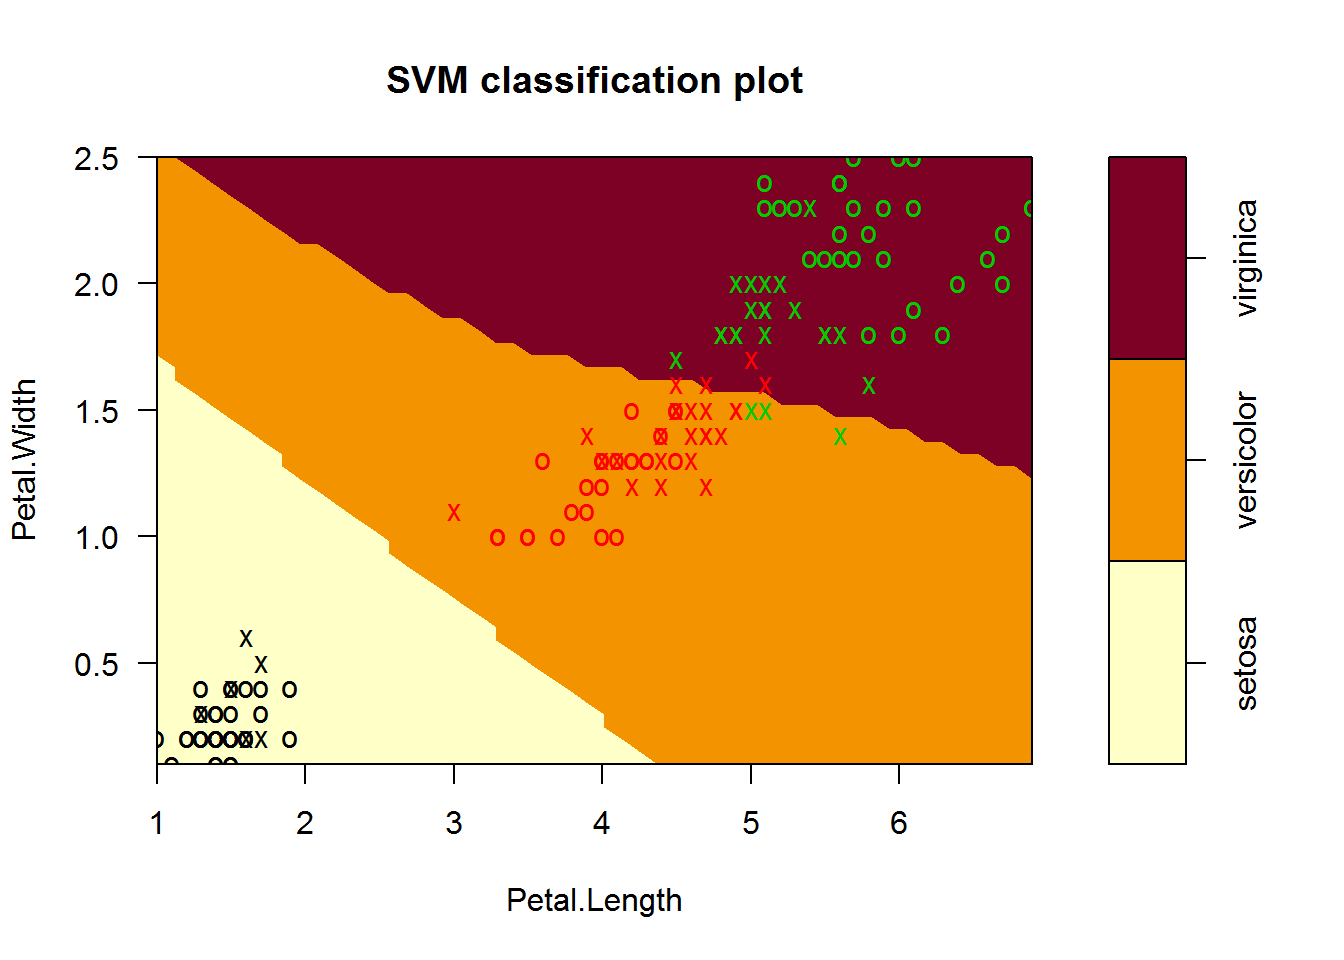 SVM classification plot
2.5
2.0
1.5
1.0
0.5
Petal.Width
1 2 3 4 5 6
Petal.Length
virginica
versicolor
setosa